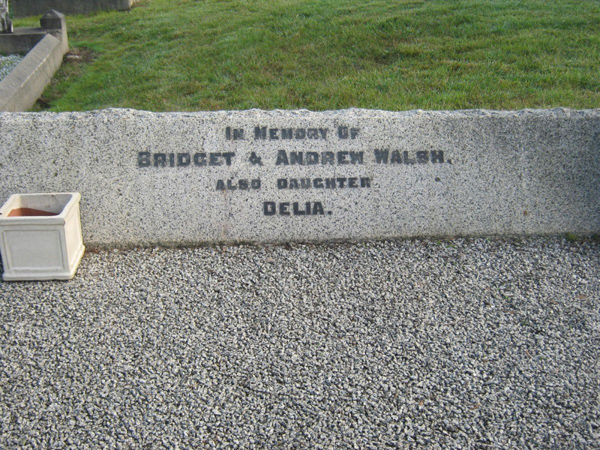 In Memory Of
Bridget & Andrew Walsh.
Also Daughter
Delia.